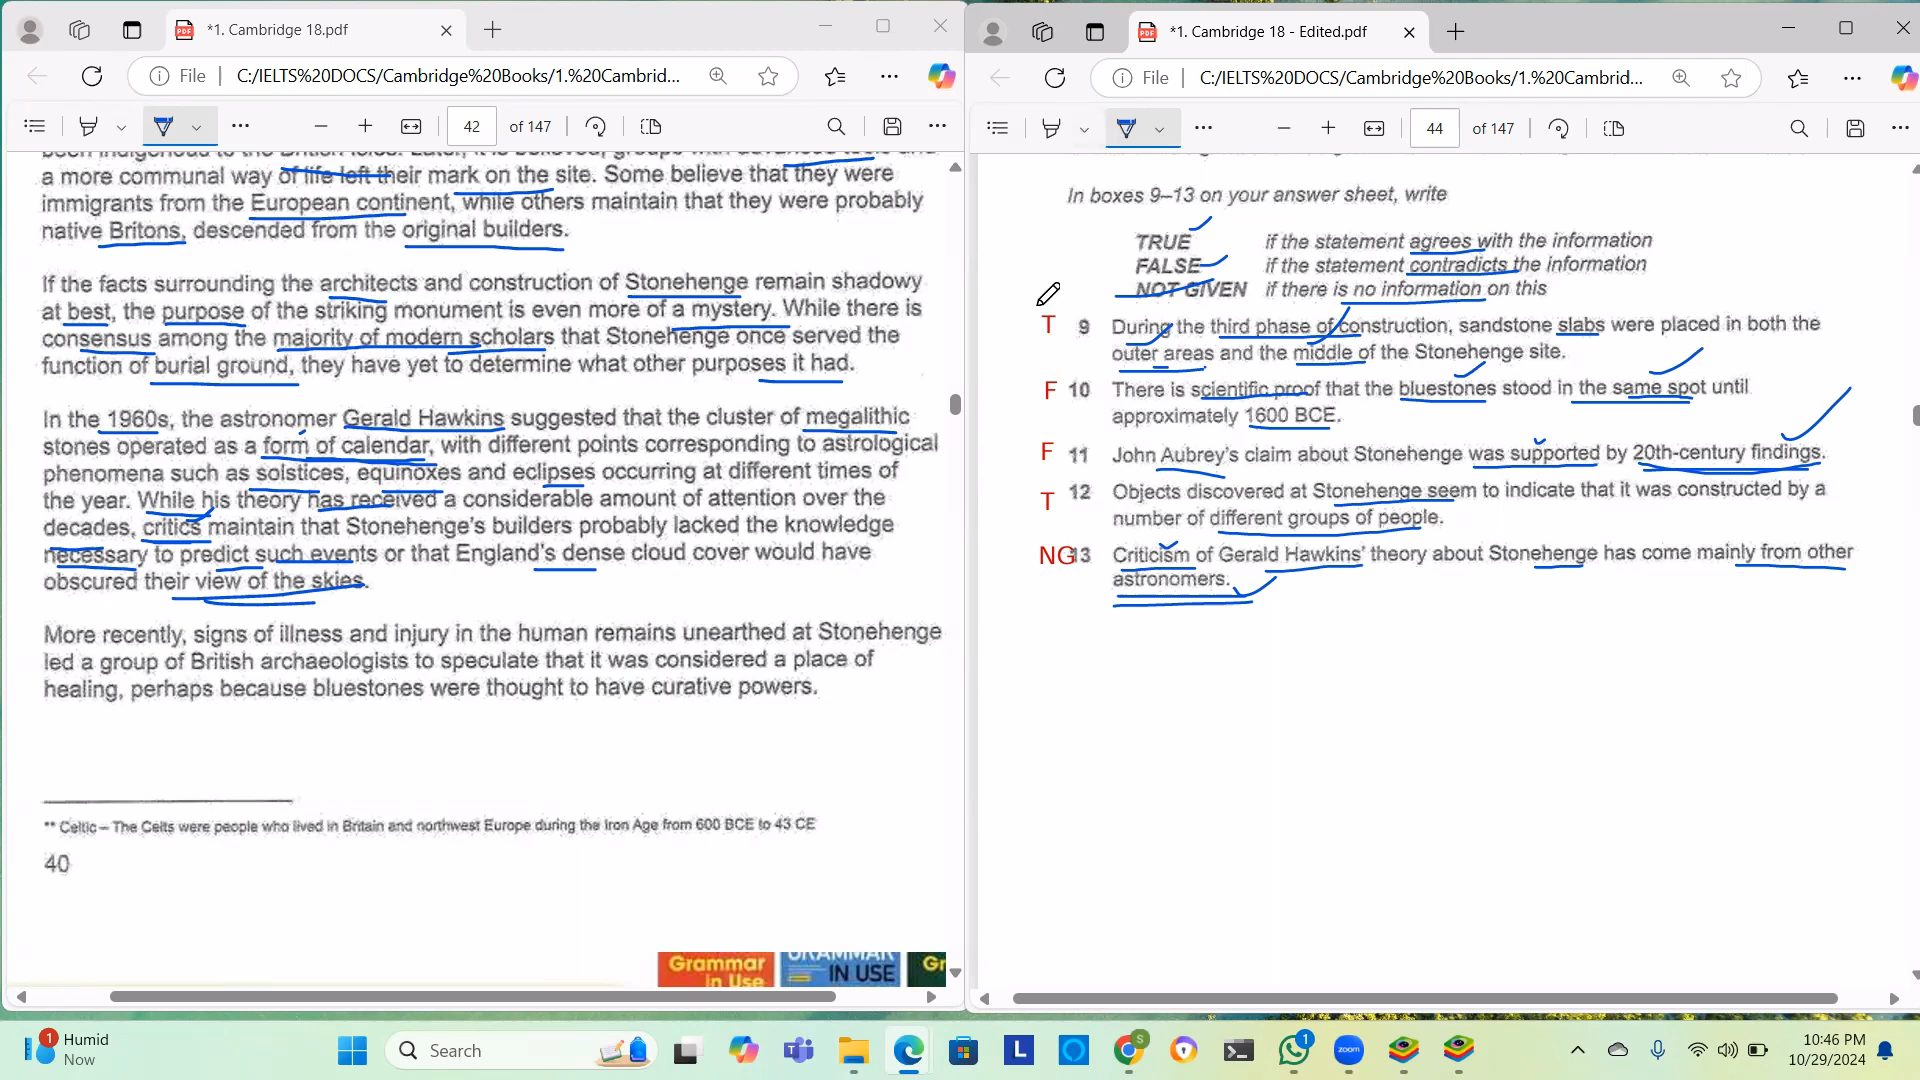 *1. Cambridge 18.pdf
File
C:/IELTS%20DOCS/Cambridge%20Books/1.%20Cambrid...
42 of 147
been indigenous to the British Isles. Later, it is believed, groups with advanced tools and
a more communal way of life left their mark on the site. Some believe that they were
immigrants from the European continent, while others maintain that they were probably
native Britons, descended from the original builders.
If the facts surrounding the architects and construction of Stonehenge remain shadowy
at best, the purpose of the striking monument is even more of a mystery. While there is
consensus among the majority of modern scholars that Stonehenge once served the
function of burial ground, they have yet to determine what other purposes it had.
In the 1960s, the astronomer Gerald Hawkins suggested that the cluster of megalithic
stones operated as a form of calendar, with different points corresponding to astrological
phenomena such as solstices, equinoxes and eclipses occurring at different times of
the year. While his theory has received a considerable amount of attention over the
decades, critics maintain that Stonehenge's builders probably lacked the knowledge
necessary to predict such events or that England's dense cloud cover would have
obscured their view of the skies.
More recently, signs of illness and injury in the human remains unearthed at Stonehenge
led a group of British archaeologists to speculate that it was considered a place of
healing, perhaps because bluestones were thought to have curative powers.
** Celtic – The Celts were people who lived in Britain and northwest Europe during the Iron Age from 600 BCE to 43 CE
40
Grammar
in Use
GRAMMAR
IN USE
Gr
*1. Cambridge 18 - Edited.pdf
File
C:/IELTS%20DOCS/Cambridge%20Books/1.%20Cambrid...
44 of 147
In boxes 9–13 on your answer sheet, write
TRUE if the statement agrees with the information
FALSE if the statement contradicts the information
NOT GIVEN if there is no information on this
T 9 During the third phase of construction, sandstone slabs were placed in both the
outer areas and the middle of the Stonehenge site.
F 10 There is scientific proof that the bluestones stood in the same spot until
approximately 1600 BCE.
F 11 John Aubrey's claim about Stonehenge was supported by 20th-century findings.
T 12 Objects discovered at Stonehenge seem to indicate that it was constructed by a
number of different groups of people.
NG 13 Criticism of Gerald Hawkins' theory about Stonehenge has come mainly from other
astronomers.
1
Humid
Now
Search
L
S
1
zoom
10:46 PM
10/29/2024